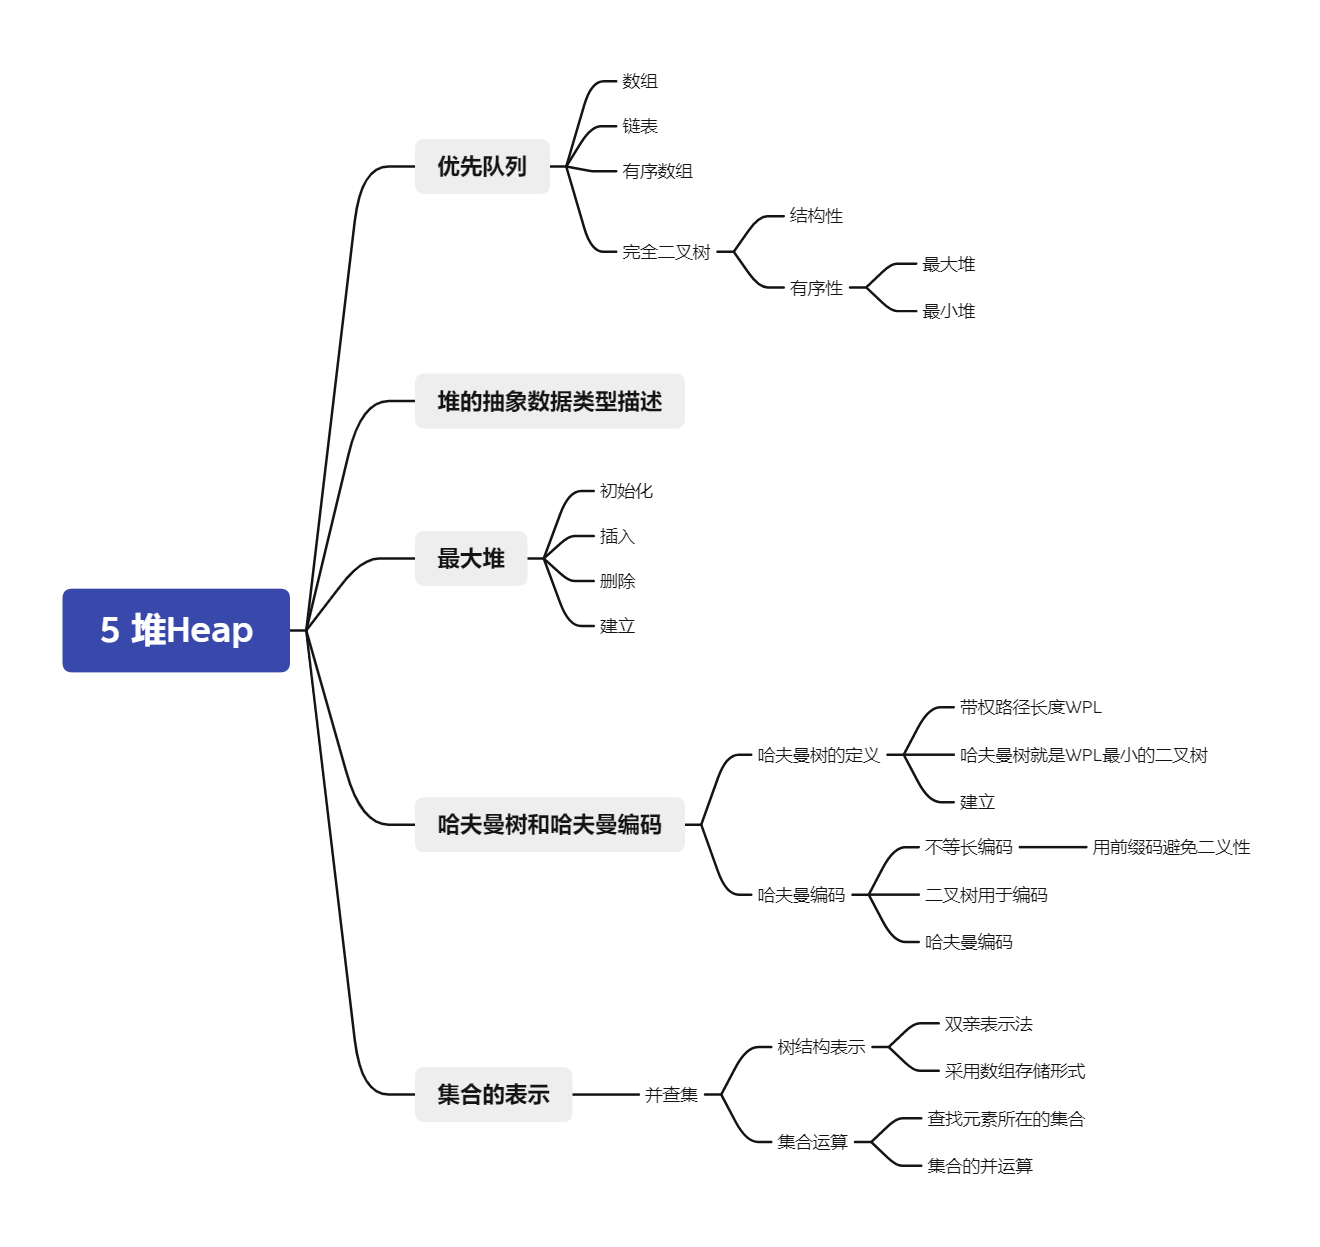 数组
链表
优先队列
有序数组
结构性
完全二叉树
最大堆
有序性
最小堆
堆的抽象数据类型描述
初始化
插入
最大堆
删除
建立
5 堆Heap
带权路径长度WPL
哈夫曼树的定义
哈夫曼树就是WPL最小的二叉树
建立
哈夫曼树和哈夫曼编码
不等长编码
用前缀码避免二义性
哈夫曼编码
二叉树用于编码
哈夫曼编码
双亲表示法
树结构表示
采用数组存储形式
集合的表示
并查集
查找元素所在的集合
集合运算
集合的并运算